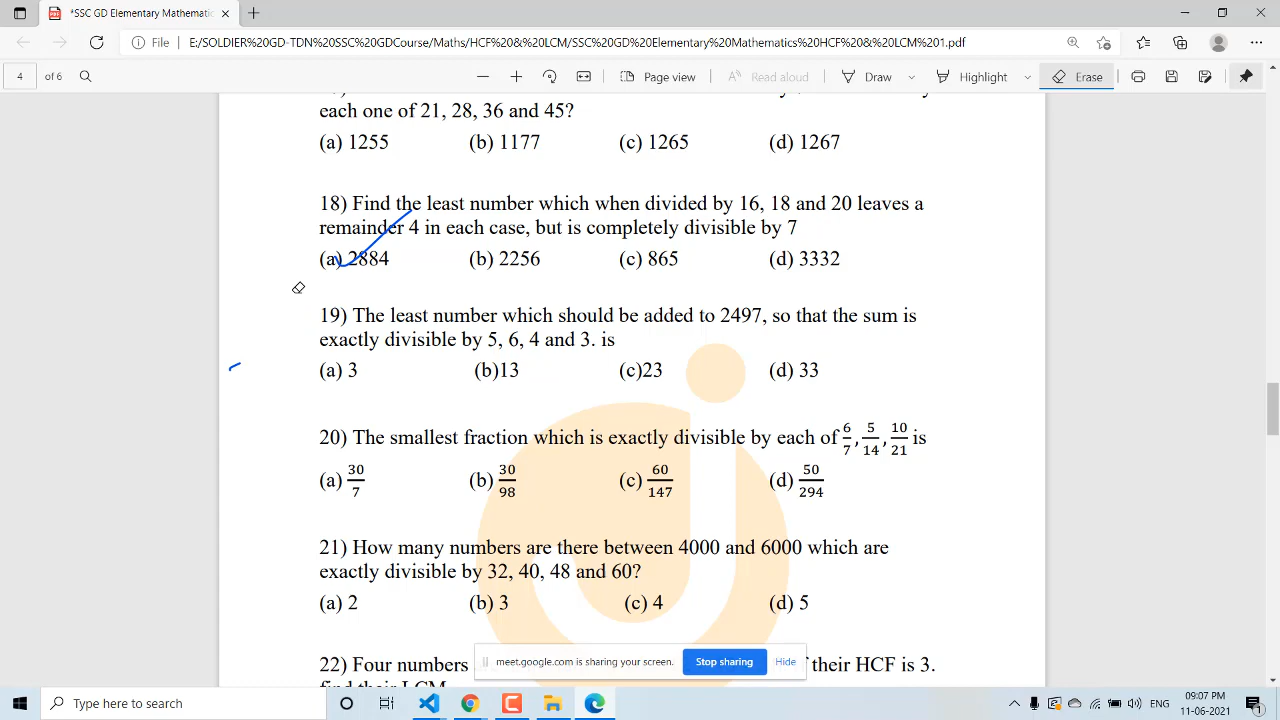 *SSC GD Elementary Mathematic
File
E:/SOLDIER%20GD-TDN%20SSC%20GDCourse/Maths/HCF%20&%20LCM/SSC%20GD%20Elementary%20Mathematics%20HCF%20&%20LCM%201.pdf
4 of 6
Page view
Read aloud
Draw
Highlight
Erase
each one of 21, 28, 36 and 45?
(a) 1255 (b) 1177 (c) 1265 (d) 1267
18) Find the least number which when divided by 16, 18 and 20 leaves a
remainder 4 in each case, but is completely divisible by 7
(a) 2884 (b) 2256 (c) 865 (d) 3332
19) The least number which should be added to 2497, so that the sum is
exactly divisible by 5, 6, 4 and 3. is
(a) 3 (b)13 (c)23 (d) 33
20) The smallest fraction which is exactly divisible by each of 6/7, 5/14, 10/21 is
(a) 30/7 (b) 30/98 (c) 60/147 (d) 50/294
21) How many numbers are there between 4000 and 6000 which are
exactly divisible by 32, 40, 48 and 60?
(a) 2 (b) 3 (c) 4 (d) 5
meet.google.com is sharing your screen. Stop sharing Hide
22) Four numbers their HCF is 3.
find their LCM
Type here to search
ENG
09:07 PM
11-06-2021
1